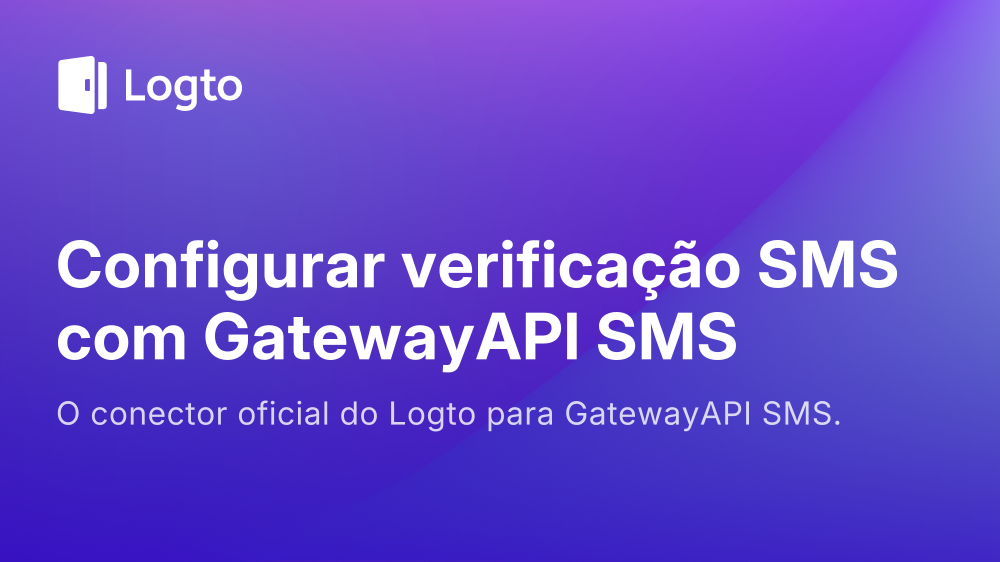 Logto
Configurar verificação SMS
com GatewayAPI SMS
O conector oficial do Logto para GatewayAPI SMS.